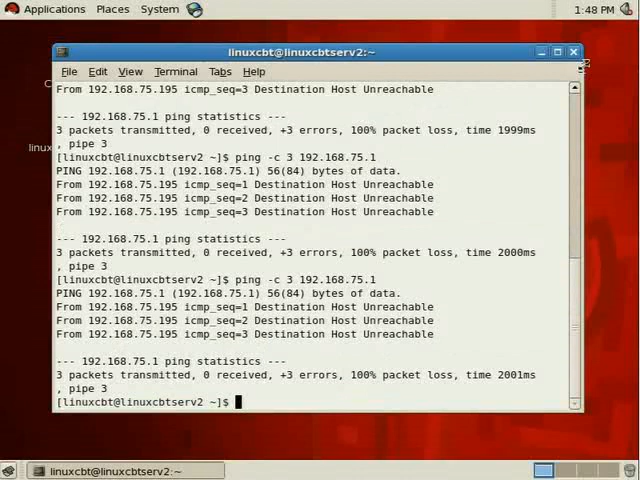 Applications Places System
1:48 PM
linuxcbt@linuxcbtserv2:~
File Edit View Terminal Tabs Help
From 192.168.75.195 icmp_seq=3 Destination Host Unreachable
--- 192.168.75.1 ping statistics ---
3 packets transmitted, 0 received, +3 errors, 100% packet loss, time 1999ms
, pipe 3
[linuxcbt@linuxcbtserv2 ~]$ ping -c 3 192.168.75.1
PING 192.168.75.1 (192.168.75.1) 56(84) bytes of data.
From 192.168.75.195 icmp_seq=1 Destination Host Unreachable
From 192.168.75.195 icmp_seq=2 Destination Host Unreachable
From 192.168.75.195 icmp_seq=3 Destination Host Unreachable
--- 192.168.75.1 ping statistics ---
3 packets transmitted, 0 received, +3 errors, 100% packet loss, time 2000ms
, pipe 3
[linuxcbt@linuxcbtserv2 ~]$ ping -c 3 192.168.75.1
PING 192.168.75.1 (192.168.75.1) 56(84) bytes of data.
From 192.168.75.195 icmp_seq=1 Destination Host Unreachable
From 192.168.75.195 icmp_seq=2 Destination Host Unreachable
From 192.168.75.195 icmp_seq=3 Destination Host Unreachable
--- 192.168.75.1 ping statistics ---
3 packets transmitted, 0 received, +3 errors, 100% packet loss, time 2001ms
, pipe 3
[linuxcbt@linuxcbtserv2 ~]$
linuxcbt@linuxcbtserv2:~